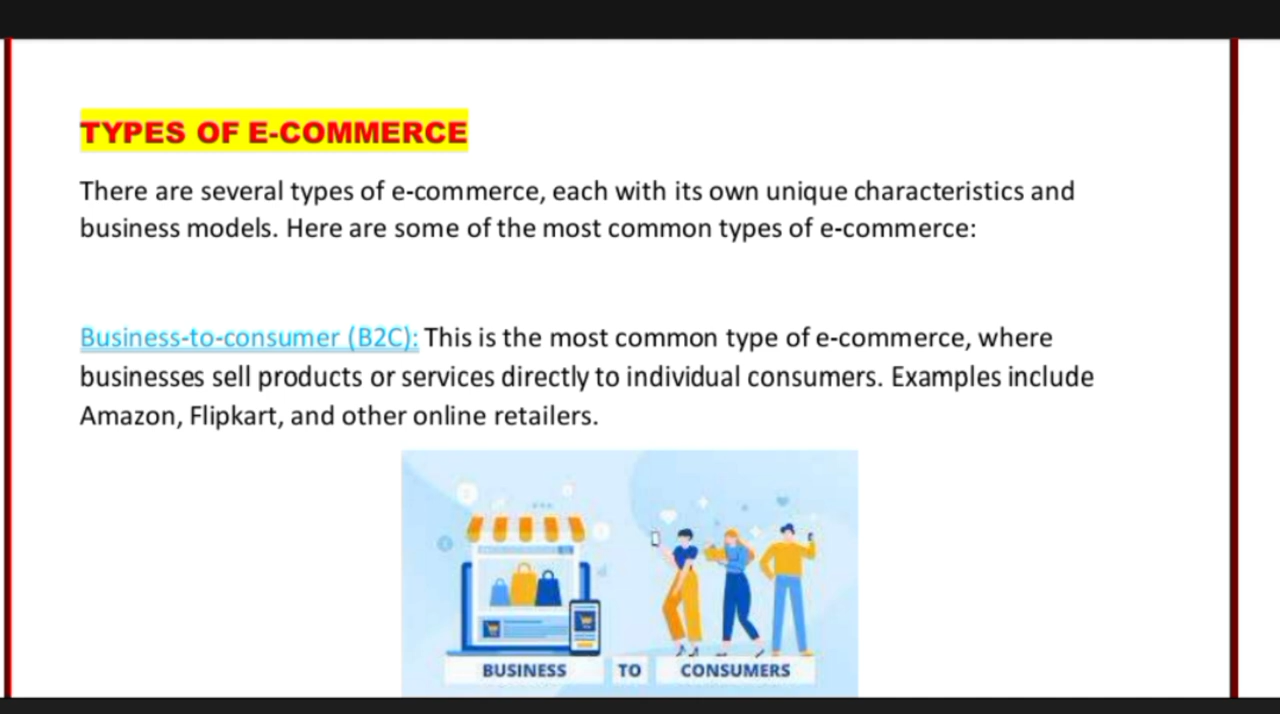 TYPES OF E-COMMERCE
There are several types of e-commerce, each with its own unique characteristics and
business models. Here are some of the most common types of e-commerce:
Business-to-consumer (B2C): This is the most common type of e-commerce, where
businesses sell products or services directly to individual consumers. Examples include
Amazon, Flipkart, and other online retailers.
BUSINESS TO CONSUMERS